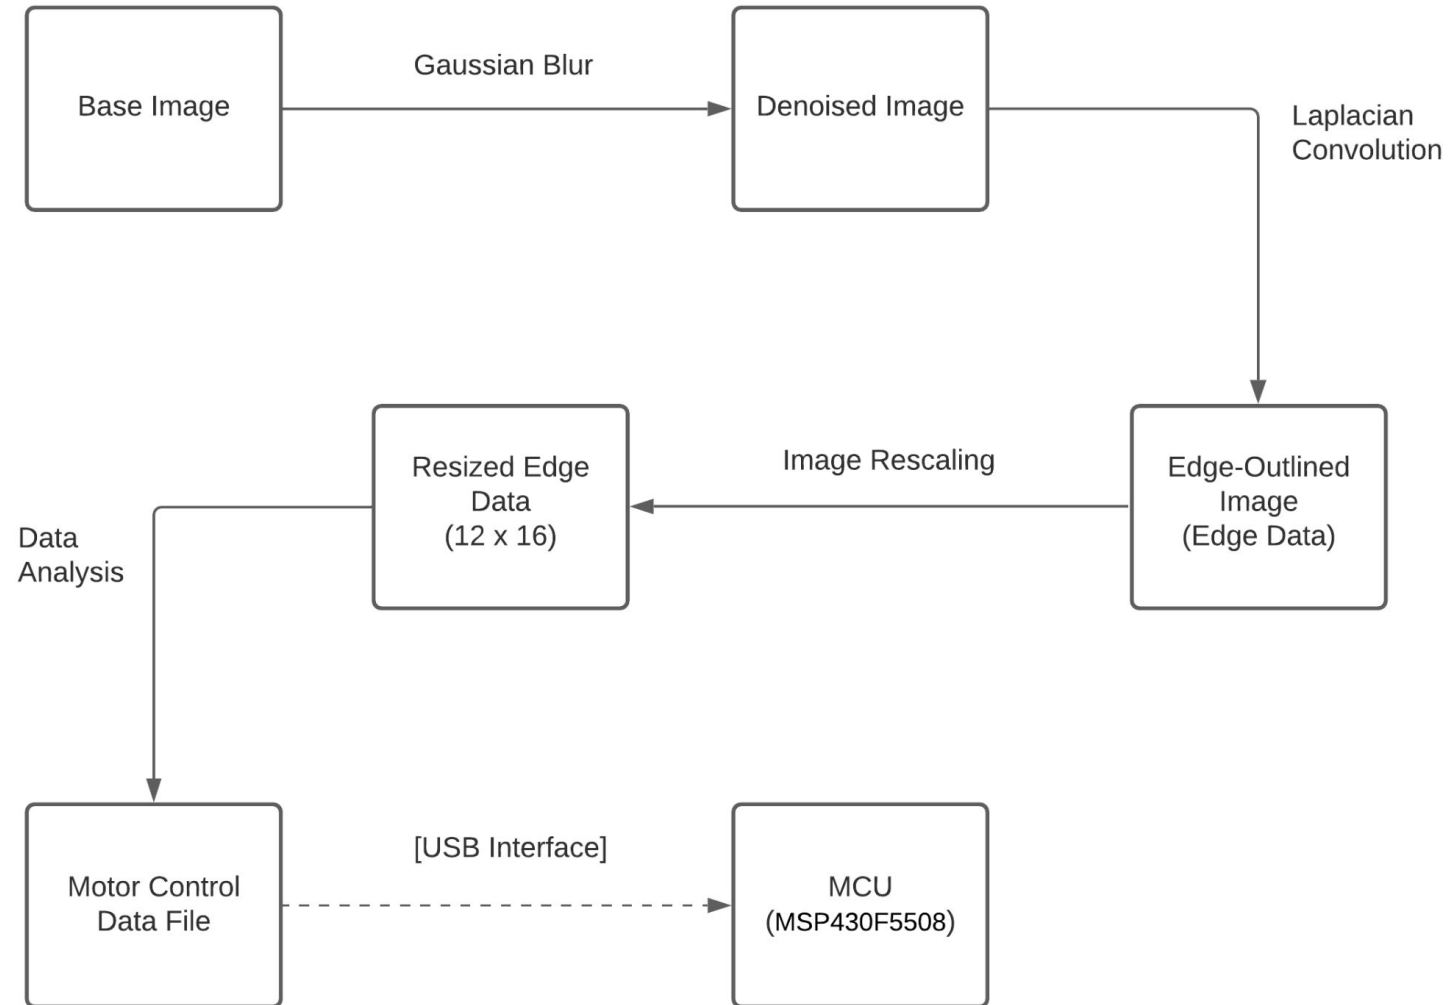 Base Image
Gaussian Blur
Denoised Image
Laplacian
Convolution
Edge-Outlined
Image
(Edge Data)
Image Rescaling
Resized Edge
Data
(12 x 16)
Data
Analysis
Motor Control
Data File
[USB Interface]
MCU
(MSP430F5508)